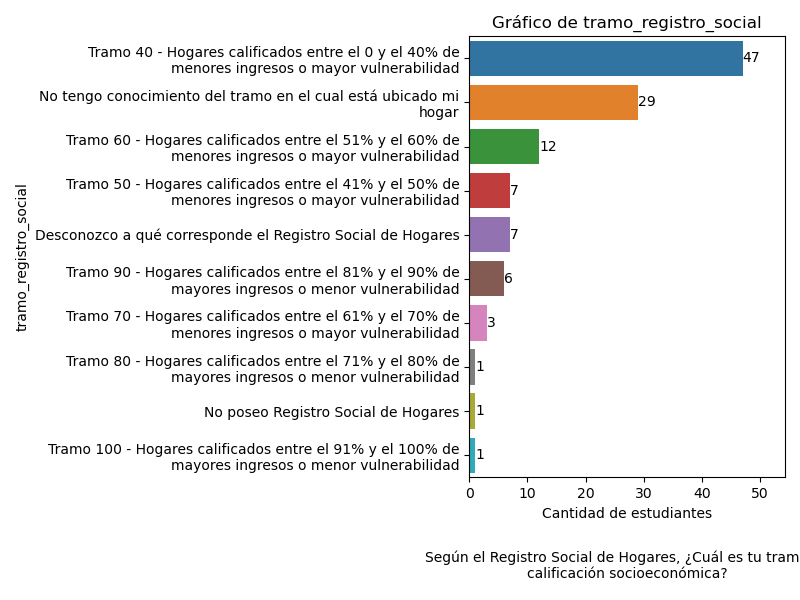 Gráfico de tramo_registro_social
Tramo 40 - Hogares calificados entre el 0 y el 40% de
menores ingresos o mayor vulnerabilidad
47
No tengo conocimiento del tramo en el cual está ubicado mi
hogar
29
Tramo 60 - Hogares calificados entre el 51% y el 60% de
menores ingresos o mayor vulnerabilidad
12
Tramo 50 - Hogares calificados entre el 41% y el 50% de
menores ingresos o mayor vulnerabilidad
7
Desconozco a qué corresponde el Registro Social de Hogares
7
Tramo 90 - Hogares calificados entre el 81% y el 90% de
mayores ingresos o menor vulnerabilidad
6
Tramo 70 - Hogares calificados entre el 61% y el 70% de
menores ingresos o mayor vulnerabilidad
3
Tramo 80 - Hogares calificados entre el 71% y el 80% de
mayores ingresos o menor vulnerabilidad
1
No poseo Registro Social de Hogares
1
Tramo 100 - Hogares calificados entre el 91% y el 100% de
mayores ingresos o menor vulnerabilidad
1
tramo_registro_social
0 10 20 30 40 50
Cantidad de estudiantes
Según el Registro Social de Hogares, ¿Cuál es tu tram
calificación socioeconómica?